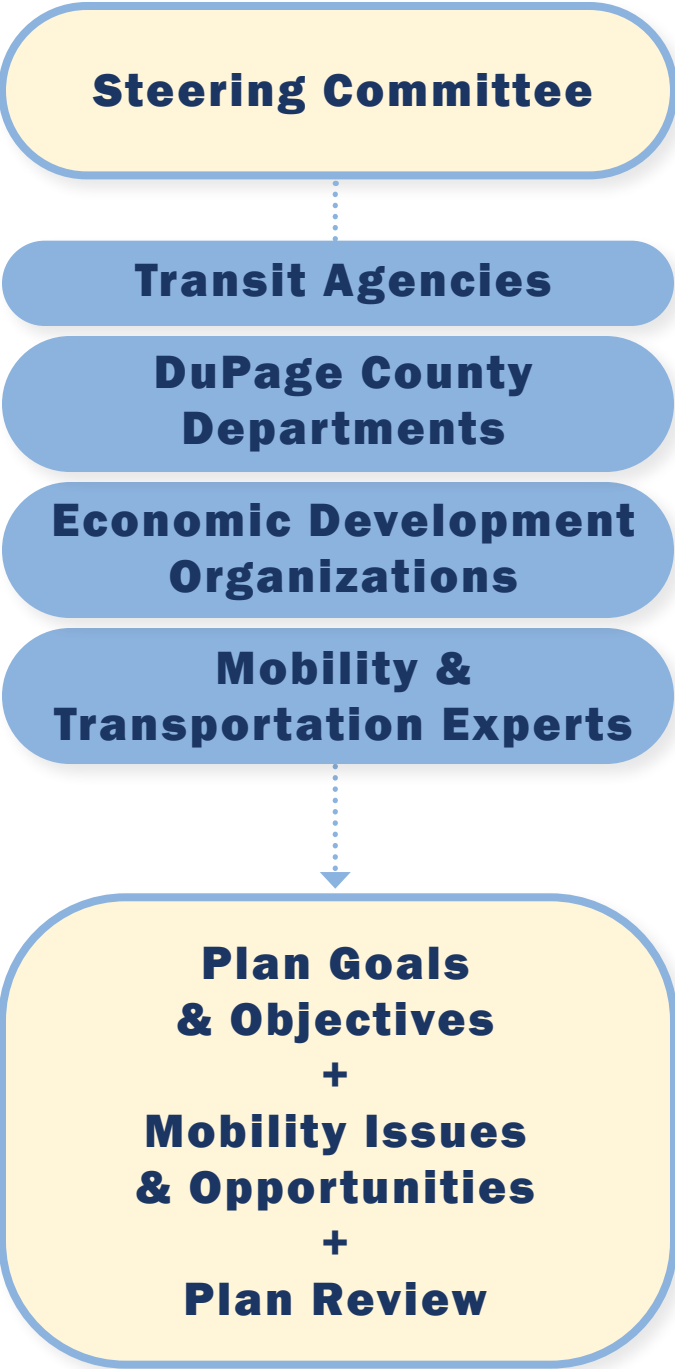 Steering Committee
Transit Agencies
DuPage County
Departments
Economic Development
Organizations
Mobility &
Transportation Experts
Plan Goals
& Objectives
+
Mobility Issues
& Opportunities
+
Plan Review